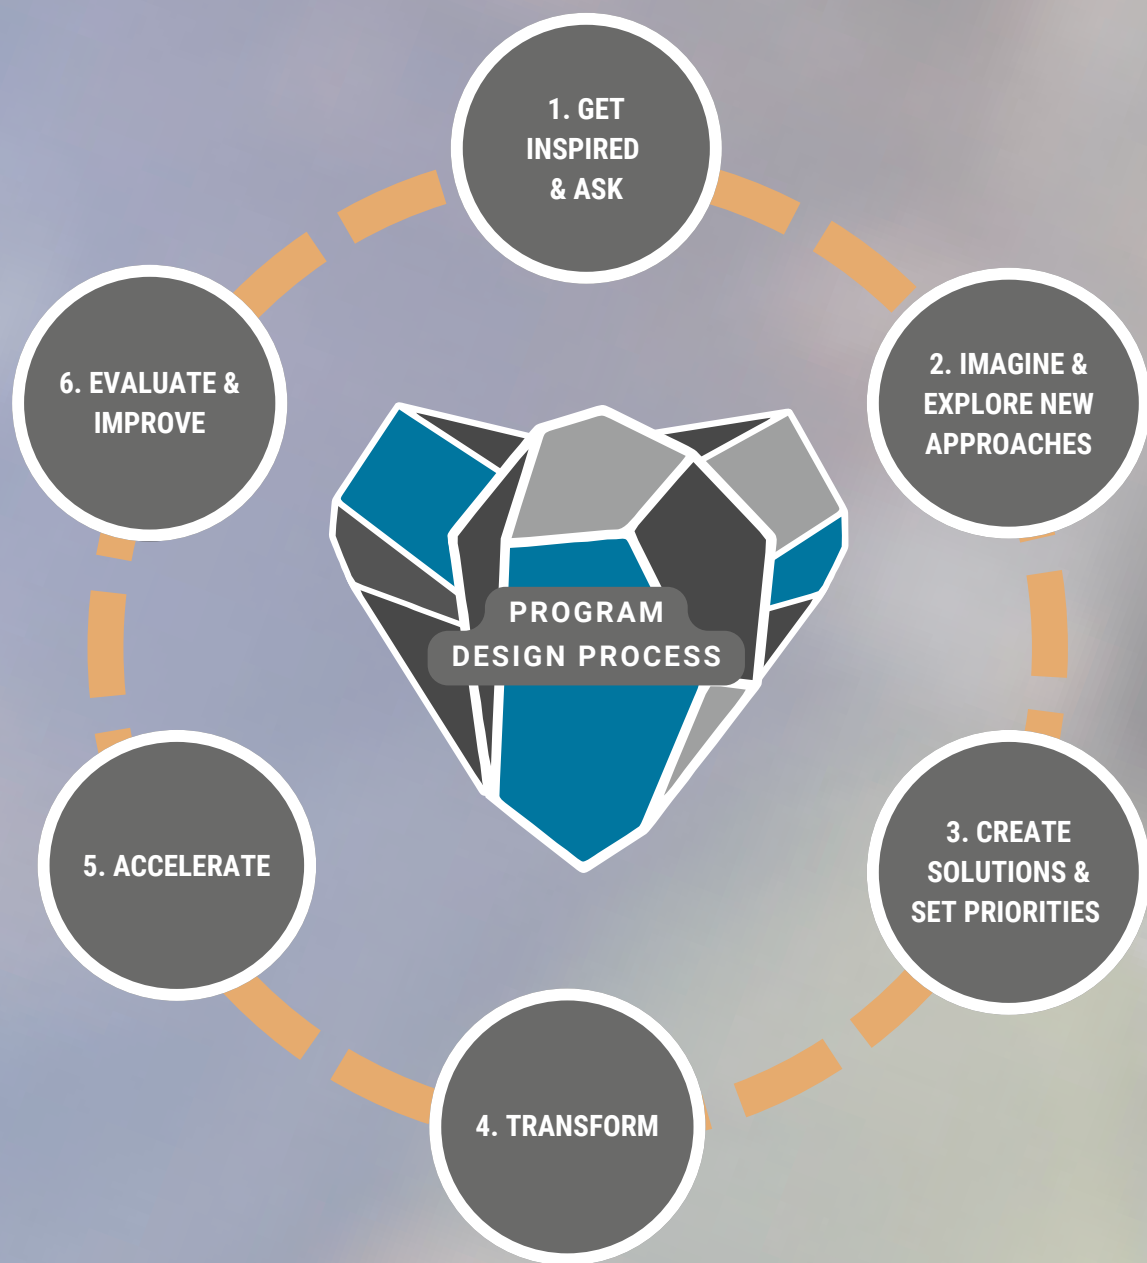 1. GET
INSPIRED
& ASK
2. IMAGINE &
EXPLORE NEW
APPROACHES
3. CREATE
SOLUTIONS &
SET PRIORITIES
4. TRANSFORM
5. ACCELERATE
6. EVALUATE &
IMPROVE
PROGRAM
DESIGN PROCESS